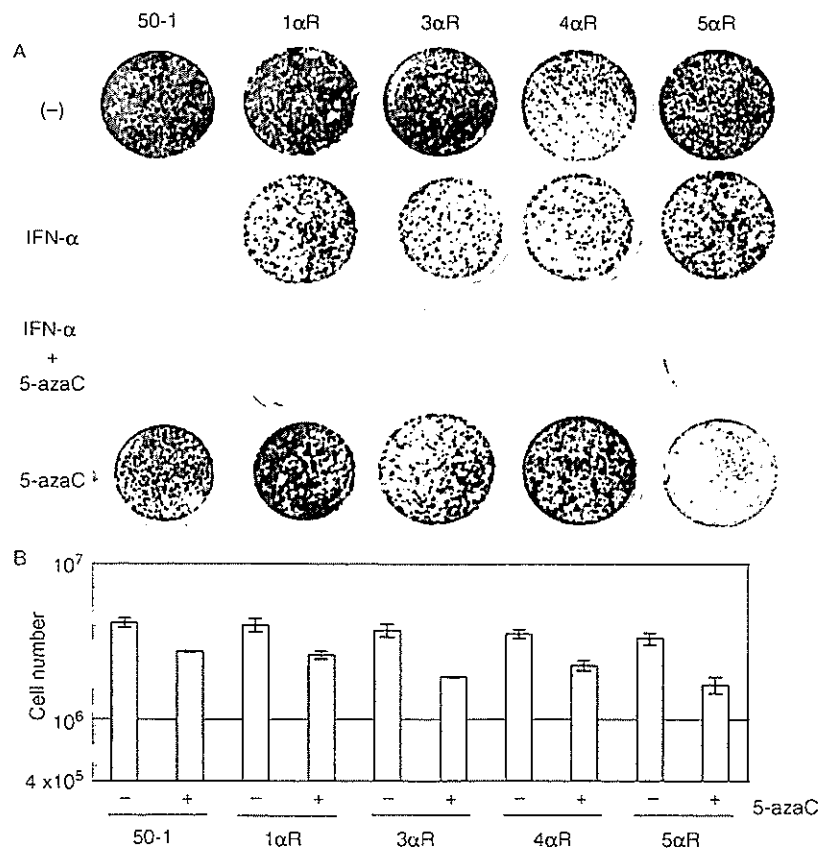 50-1 1αR 3αR 4αR 5αR
A
(–)
IFN-α
IFN-α
+
5-azaC
5-azaC
B
10⁷
Cell number
10⁶
4 x10⁵
– + – + – + – + – + 5-azaC
50-1 1αR 3αR 4αR 5αR